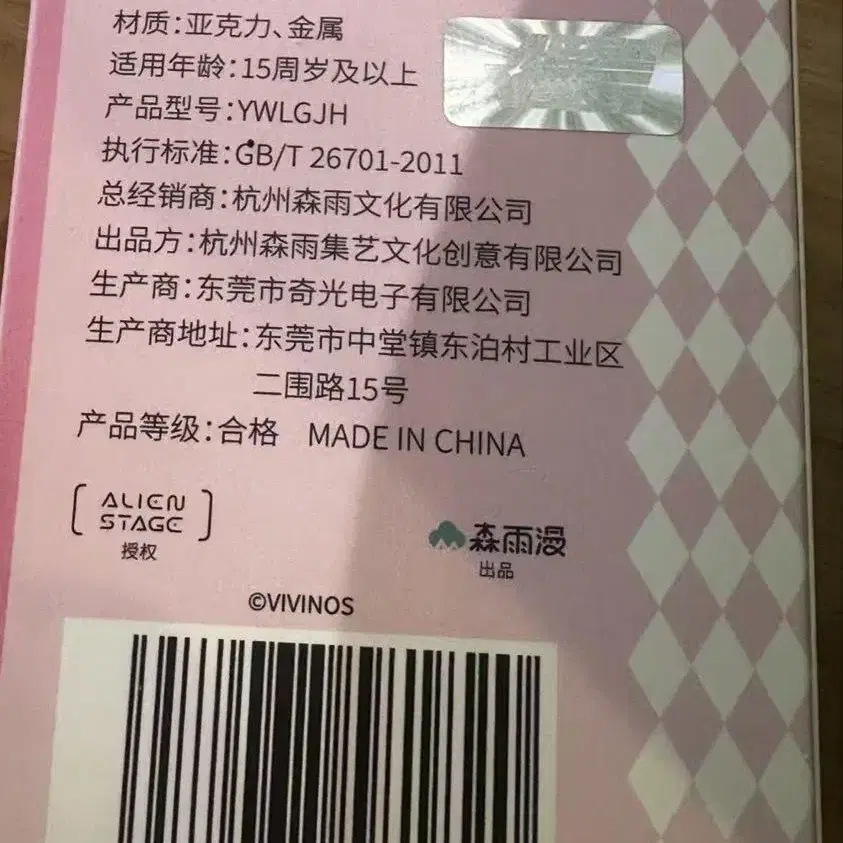 材质:亚克力、金属
适用年龄:15周岁及以上
产品型号:YWLGJH
执行标准:GB/T 26701-2011
总经销商:杭州森雨文化有限公司
出品方:杭州森雨集艺文化创意有限公司
生产商:东莞市奇光电子有限公司
生产商地址:东莞市中堂镇东泊村工业区
二围路15号
产品等级:合格 MADE IN CHINA
ALIEN
STAGE
授权
森雨漫
出品
©VIVINOS